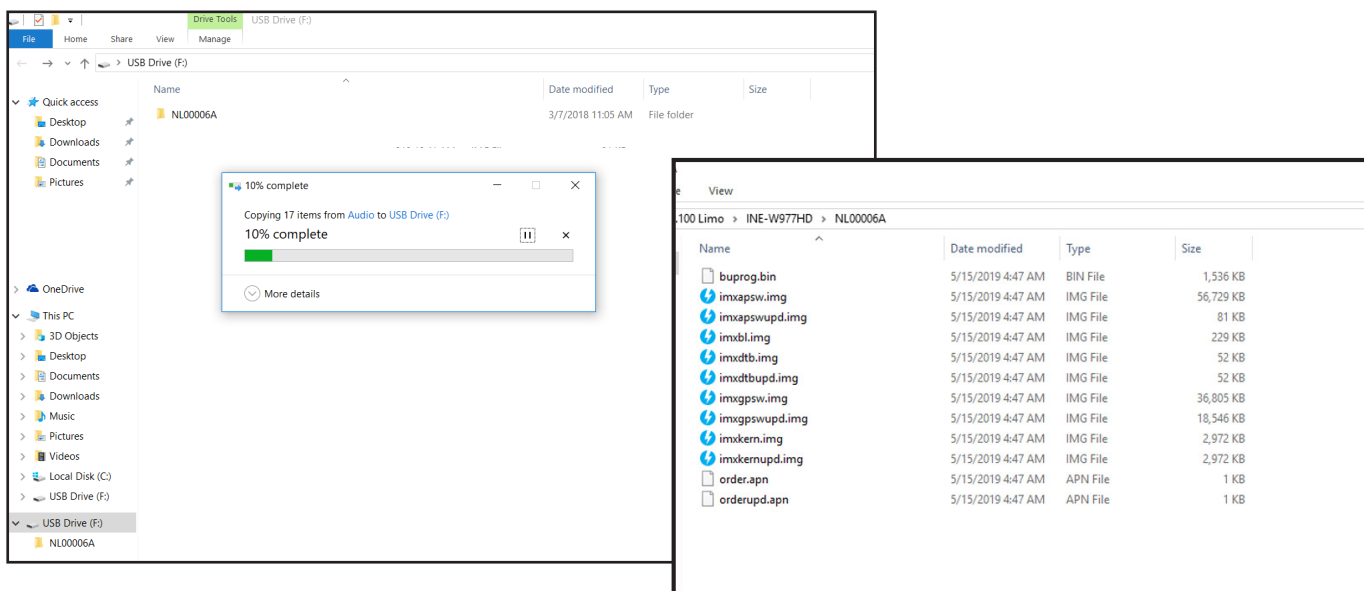 Drive Tools USB Drive (F:)
File Home Share View Manage
USB Drive (F:)
Name Date modified Type Size
Quick access
NL00006A 3/7/2018 11:05 AM File folder
Desktop
Downloads
Documents
Pictures
OneDrive
This PC
3D Objects
Desktop
Documents
Downloads
Music
Pictures
Videos
Local Disk (C:)
USB Drive (F:)
USB Drive (F:)
NL00006A
10% complete
Copying 17 items from Audio to USB Drive (F:)
10% complete
More details
View
.100 Limo > INE-W977HD > NL00006A
Name Date modified Type Size
buprog.bin 5/15/2019 4:47 AM BIN File 1,536 KB
imxapsw.img 5/15/2019 4:47 AM IMG File 56,729 KB
imxapswupd.img 5/15/2019 4:47 AM IMG File 81 KB
imxbl.img 5/15/2019 4:47 AM IMG File 229 KB
imxdtb.img 5/15/2019 4:47 AM IMG File 52 KB
imxdtbupd.img 5/15/2019 4:47 AM IMG File 52 KB
imxgpsw.img 5/15/2019 4:47 AM IMG File 36,805 KB
imxgpswupd.img 5/15/2019 4:47 AM IMG File 18,546 KB
imxkern.img 5/15/2019 4:47 AM IMG File 2,972 KB
imxkernupd.img 5/15/2019 4:47 AM IMG File 2,972 KB
order.apn 5/15/2019 4:47 AM APN File 1 KB
orderupd.apn 5/15/2019 4:47 AM APN File 1 KB